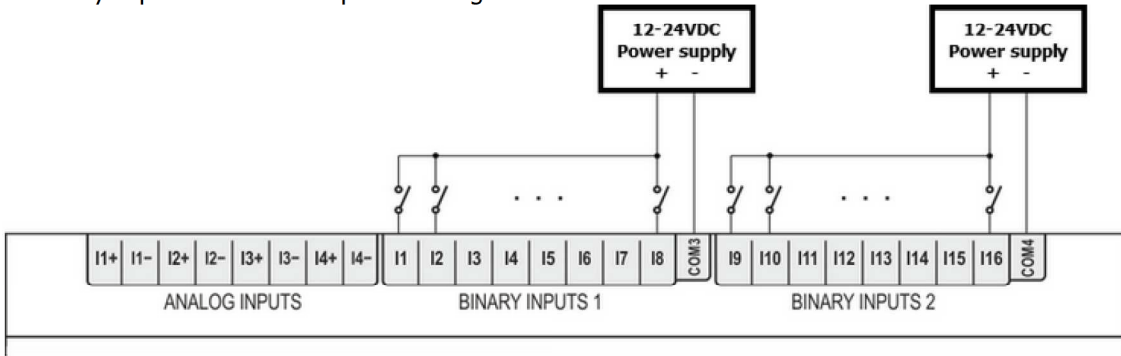 12-24VDC
Power supply
+ -
12-24VDC
Power supply
+ -
. . .
. . .
I1+ I1- I2+ I2- I3+ I3- I4+ I4- I1 I2 I3 I4 I5 I6 I7 I8 COM3 I9 I10 I11 I12 I13 I14 I15 I16 COM4
ANALOG INPUTS BINARY INPUTS 1 BINARY INPUTS 2